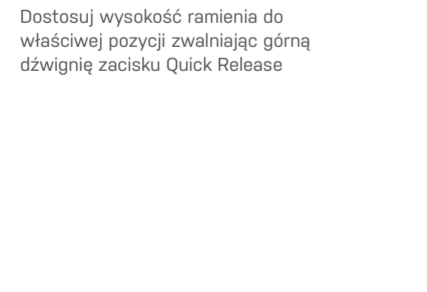 Dostosuj wysokość ramienia do
właściwej pozycji zwalniając górną
dźwignię zacisku Quick Release